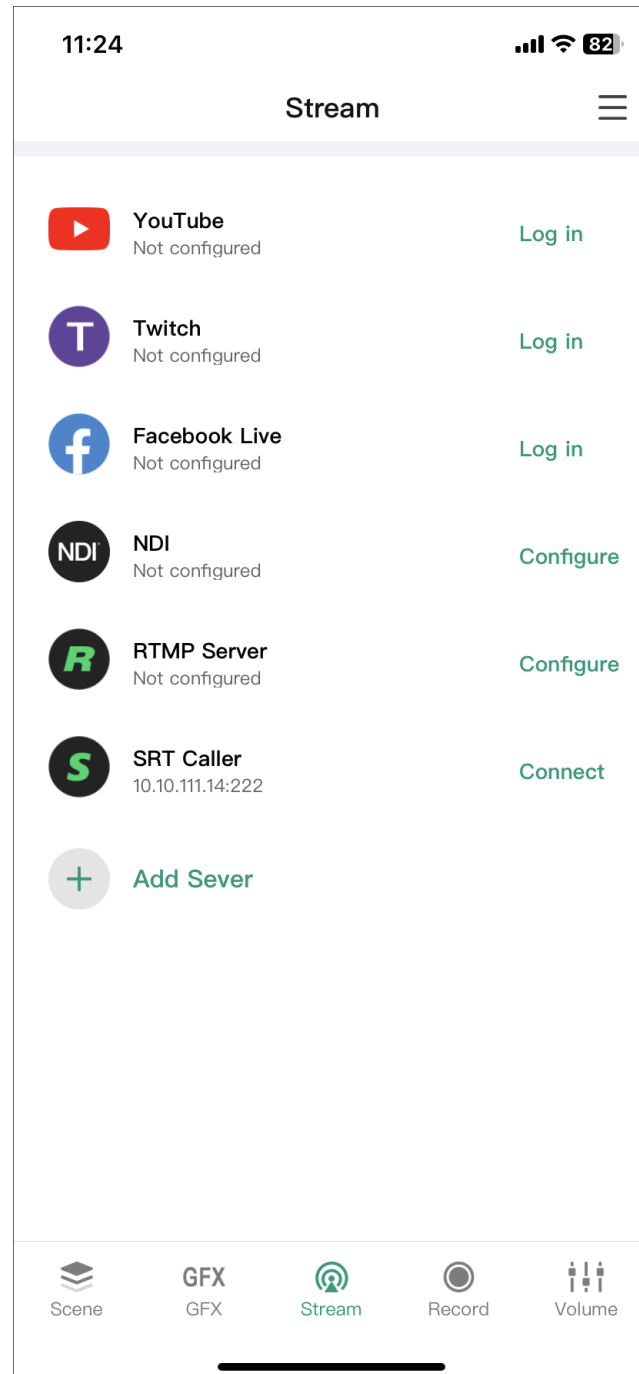 11:24
82
Stream
YouTube
Not configured
Log in
T
Twitch
Not configured
Log in
f
Facebook Live
Not configured
Log in
NDI
NDI
Not configured
Configure
R
RTMP Server
Not configured
Configure
S
SRT Caller
10.10.111.14:222
Connect
+
Add Sever
GFX
Scene
GFX
Stream
Record
Volume